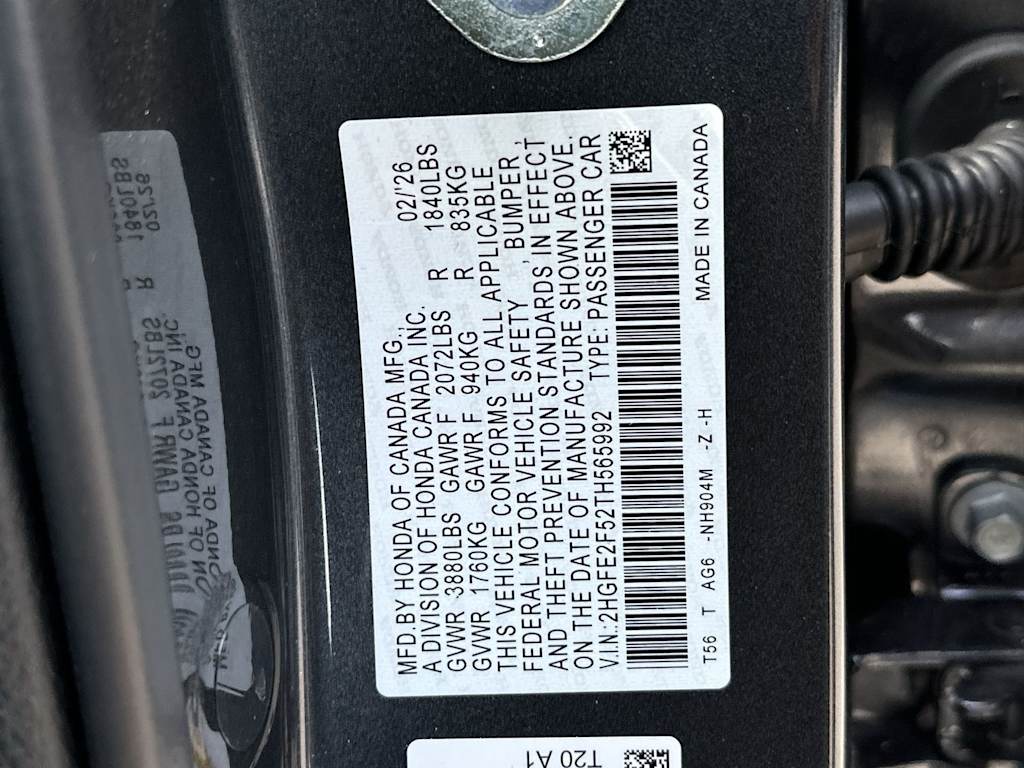 MFD.BY HONDA OF CANADA MFG., 02/'26
A DIVISION OF HONDA CANADA INC.
GVWR 3880LBS GAWR F 2072LBS R 1840LBS
GVWR 1760KG GAWR F 940KG R 835KG
THIS VEHICLE CONFORMS TO ALL APPLICABLE
FEDERAL MOTOR VEHICLE SAFETY, BUMPER,
AND THEFT PREVENTION STANDARDS IN EFFECT
ON THE DATE OF MANUFACTURE SHOWN ABOVE.
V.I.N.:2HGFE2F52TH565992 TYPE: PASSENGER CAR
T56 T AG6 -NH904M -Z -H MADE IN CANADA
T20 A1